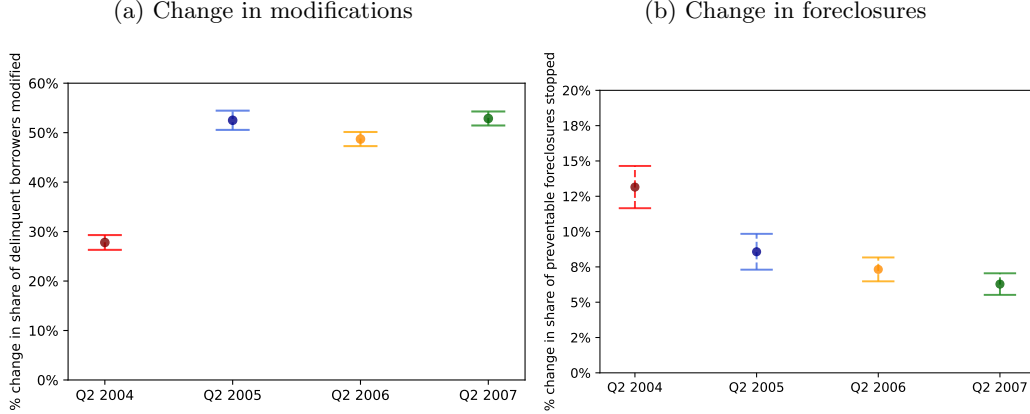 (a) Change in modifications
% change in share of delinquent borrowers modified
60%
50%
40%
30%
20%
10%
0%
Q2 2004 Q2 2005 Q2 2006 Q2 2007
(b) Change in foreclosures
% change in share of preventable foreclosures stopped
20%
18%
15%
12%
10%
8%
5%
2%
0%
Q2 2004 Q2 2005 Q2 2006 Q2 2007